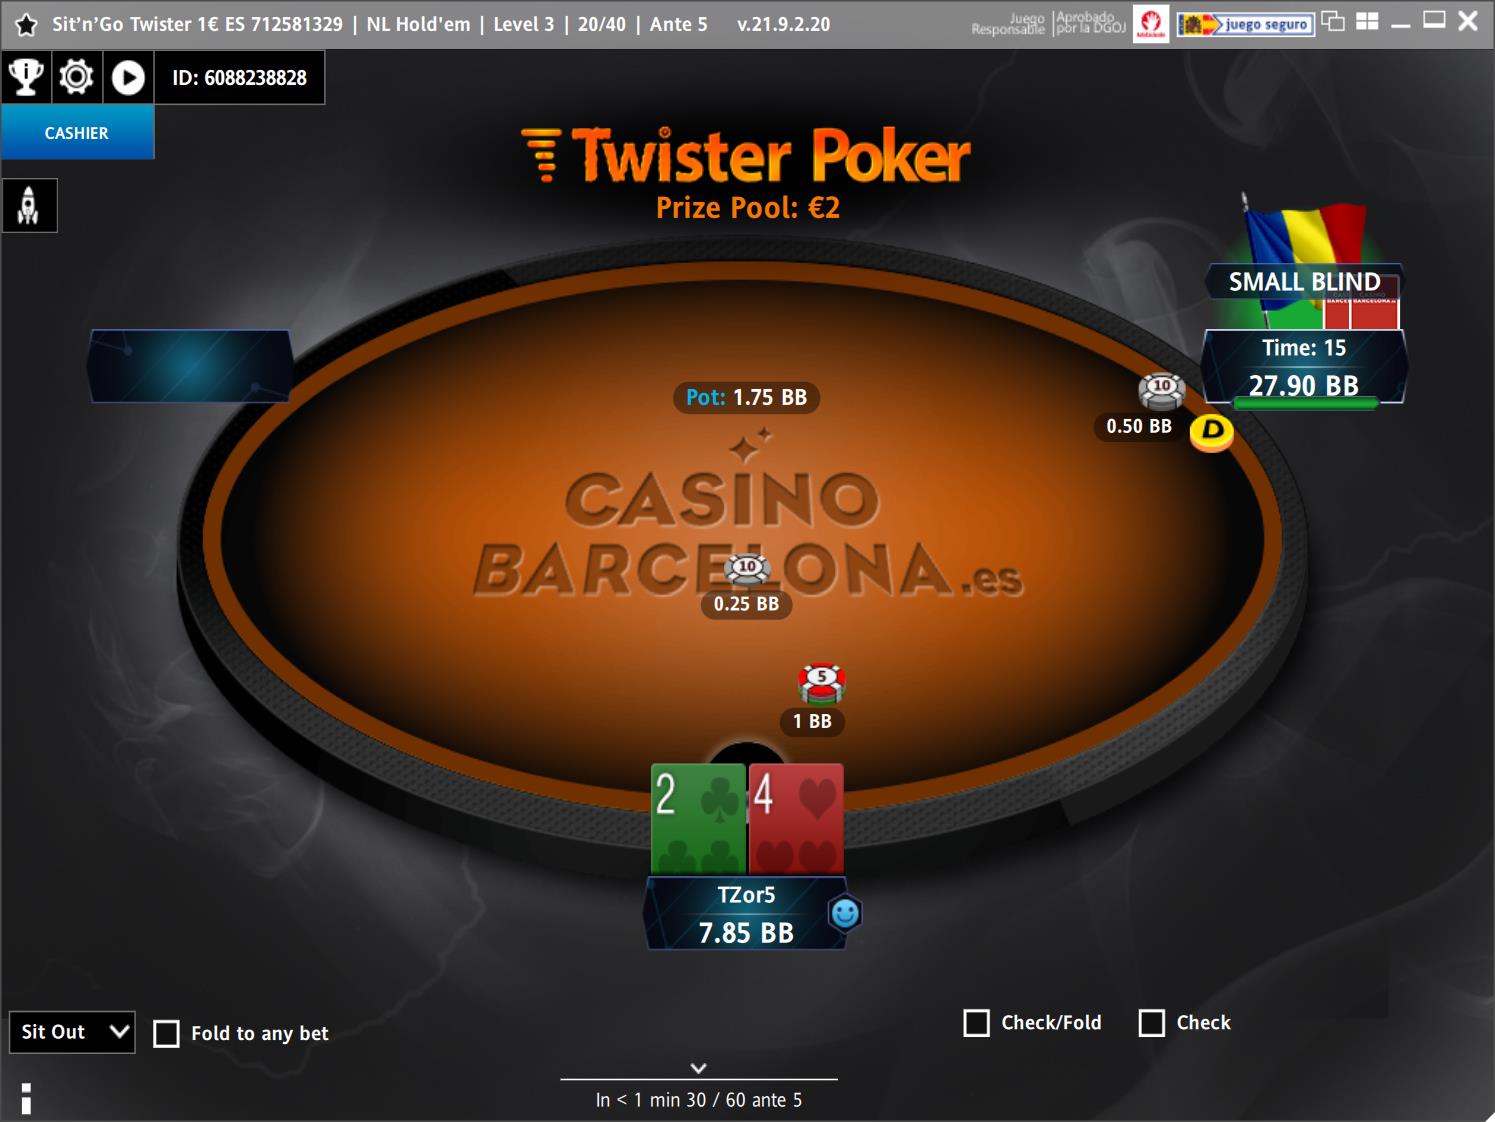 Sit'n'Go Twister 1€ ES 712581329 | NL Hold'em | Level 3 | 20/40 | Ante 5 v.21.9.2.20
Juego Responsable
Aprobado por la DGOJ
juego seguro
ID: 6088238828
CASHIER
Twister Poker
Prize Pool: €2
SMALL BLIND
Time: 15
27.90 BB
Pot: 1.75 BB
10
0.50 BB
D
CASINO
BARCELONA.es
10
0.25 BB
5
1 BB
2 4
TZor5
7.85 BB
Sit Out
Fold to any bet
Check/Fold
Check
In < 1 min 30 / 60 ante 5